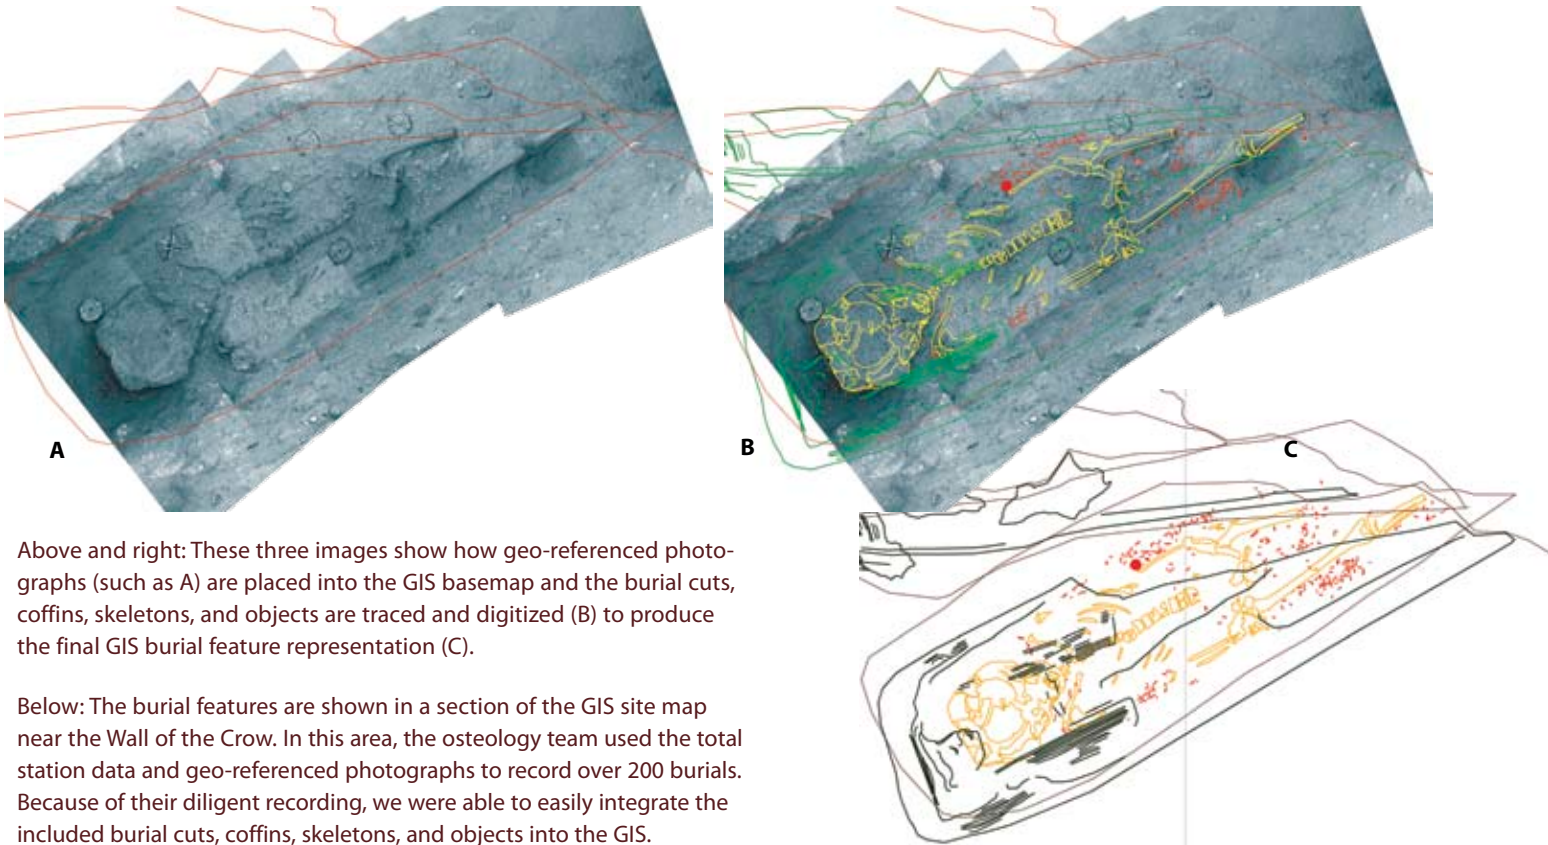 A
B
C
Above and right: These three images show how geo-referenced photo-
graphs (such as A) are placed into the GIS basemap and the burial cuts,
coffins, skeletons, and objects are traced and digitized (B) to produce
the final GIS burial feature representation (C).
Below: The burial features are shown in a section of the GIS site map
near the Wall of the Crow. In this area, the osteology team used the total
station data and geo-referenced photographs to record over 200 burials.
Because of their diligent recording, we were able to easily integrate the
included burial cuts, coffins, skeletons, and objects into the GIS.